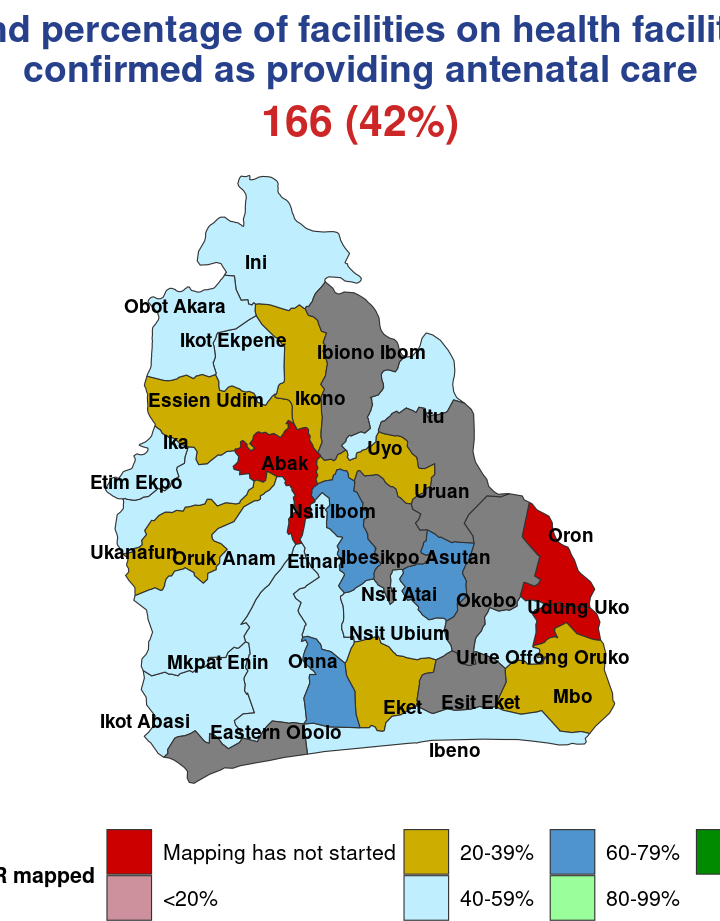 percentage of facilities on health
confirmed as providing antenatal care
166 (42%)
Ini
Obot Akara
Ikot Ekpene
Ibiono Ibom
Essien Udim
Ikono
Itu
Ika
Uyo
Abak
Etim Ekpo
Uruan
Nsit Ibom
Oron
Ukanafun
Oruk Anam
Etinan
Ibesikpo Asutan
Nsit Atai
Okobo
Udung Uko
Nsit Ubium
Mkpat Enin
Onna
Urue Offong Oruko
Esit Eket
Mbo
Eket
Ikot Abasi
Eastern Obolo
Ibeno
R mapped
Mapping has not started
20-39%
60-79%
<20%
40-59%
80-99%